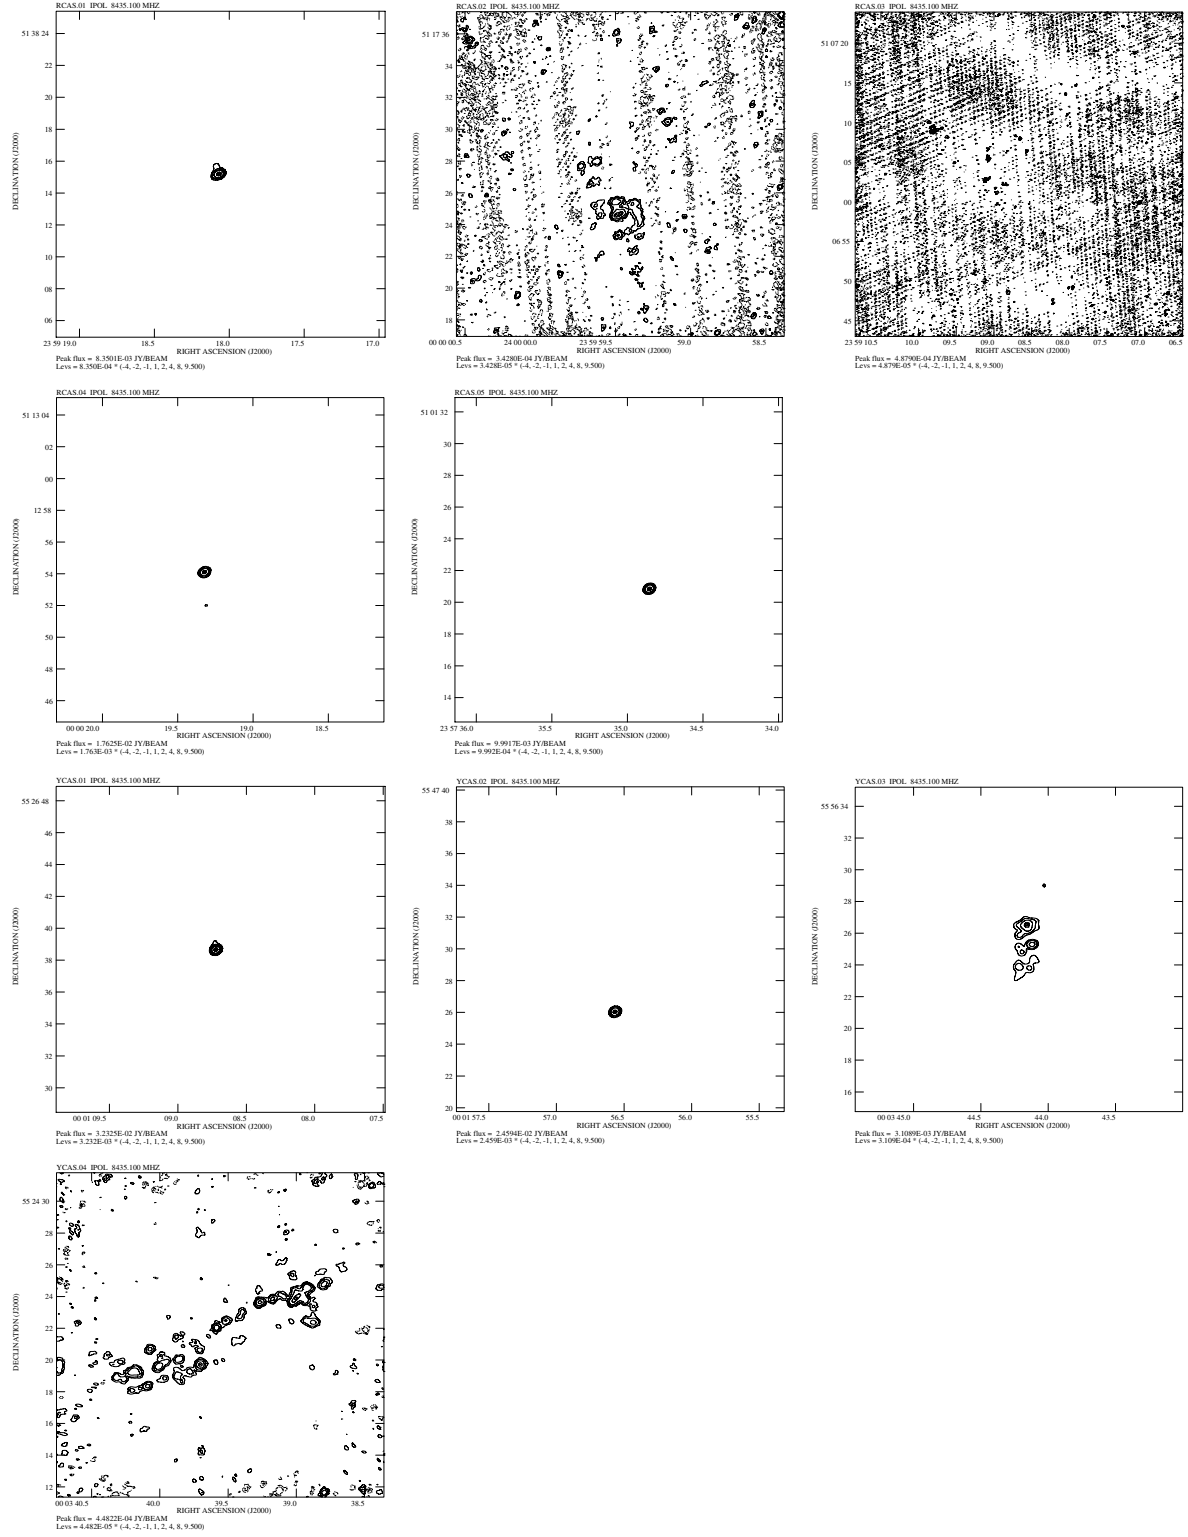 RCAS.01 IPOL 8435.100 MHZ
DECLINATION (J2000)
51 38 24
22
20
18
16
14
12
10
08
06
23 59 19.0 18.5 18.0 17.5 17.0
RIGHT ASCENSION (J2000)
Peak flux = 8.3501E-03 JY/BEAM
Levs = 8.350E-04 * (-4, -2, -1, 1, 2, 4, 8, 9.500)
RCAS.02 IPOL 8435.100 MHZ
DECLINATION (J2000)
51 17 36
34
32
30
28
26
24
22
20
18
00 00 00.5 24 00 00.0 23 59 59.5 59.0 58.5
RIGHT ASCENSION (J2000)
Peak flux = 3.4280E-04 JY/BEAM
Levs = 3.428E-05 * (-4, -2, -1, 1, 2, 4, 8, 9.500)
RCAS.03 IPOL 8435.100 MHZ
DECLINATION (J2000)
51 07 20
15
10
05
00
06 55
50
45
23 59 10.5 10.0 09.5 09.0 08.5 08.0 07.5 07.0 06.5
RIGHT ASCENSION (J2000)
Peak flux = 4.8790E-04 JY/BEAM
Levs = 4.879E-05 * (-4, -2, -1, 1, 2, 4, 8, 9.500)
RCAS.04 IPOL 8435.100 MHZ
DECLINATION (J2000)
51 13 04
02
00
12 58
56
54
52
50
48
46
00 00 20.0 19.5 19.0 18.5
RIGHT ASCENSION (J2000)
Peak flux = 1.7625E-02 JY/BEAM
Levs = 1.763E-03 * (-4, -2, -1, 1, 2, 4, 8, 9.500)
RCAS.05 IPOL 8435.100 MHZ
DECLINATION (J2000)
51 01 32
30
28
26
24
22
20
18
16
14
23 57 36.0 35.5 35.0 34.5 34.0
RIGHT ASCENSION (J2000)
Peak flux = 9.9917E-03 JY/BEAM
Levs = 9.992E-04 * (-4, -2, -1, 1, 2, 4, 8, 9.500)
YCAS.01 IPOL 8435.100 MHZ
DECLINATION (J2000)
55 26 48
46
44
42
40
38
36
34
32
30
00 01 09.5 09.0 08.5 08.0 07.5
RIGHT ASCENSION (J2000)
Peak flux = 3.2325E-02 JY/BEAM
Levs = 3.232E-03 * (-4, -2, -1, 1, 2, 4, 8, 9.500)
YCAS.02 IPOL 8435.100 MHZ
DECLINATION (J2000)
55 47 40
38
36
34
32
30
28
26
24
22
20
00 01 57.5 57.0 56.5 56.0 55.5
RIGHT ASCENSION (J2000)
Peak flux = 2.4594E-02 JY/BEAM
Levs = 2.459E-03 * (-4, -2, -1, 1, 2, 4, 8, 9.500)
YCAS.03 IPOL 8435.100 MHZ
DECLINATION (J2000)
55 56 34
32
30
28
26
24
22
20
18
16
00 03 45.0 44.5 44.0 43.5
RIGHT ASCENSION (J2000)
Peak flux = 3.1089E-03 JY/BEAM
Levs = 3.109E-04 * (-4, -2, -1, 1, 2, 4, 8, 9.500)
YCAS.04 IPOL 8435.100 MHZ
DECLINATION (J2000)
55 24 30
28
26
24
22
20
18
16
14
12
00 03 40.5 40.0 39.5 39.0 38.5
RIGHT ASCENSION (J2000)
Peak flux = 4.4822E-04 JY/BEAM
Levs = 4.482E-05 * (-4, -2, -1, 1, 2, 4, 8, 9.500)